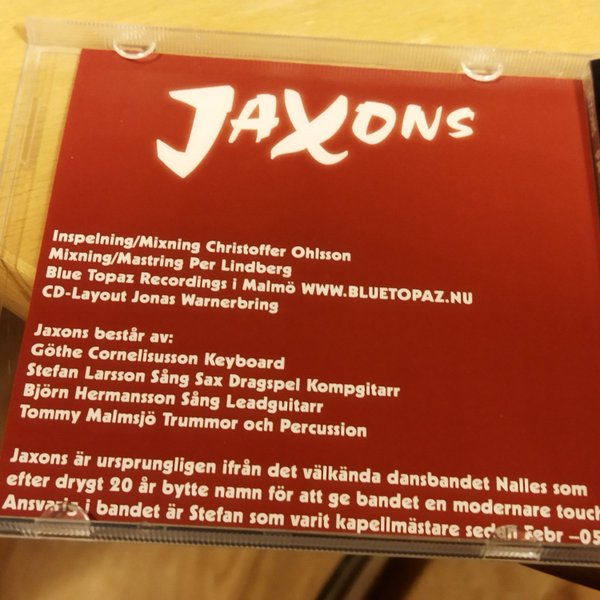 JAXONS
Inspelning/Mixning Christoffer Ohlsson
Mixning/Mastring Per Lindberg
Blue Topaz Recordings i Malmö WWW.BLUETOPAZ.NU
CD-Layout Jonas Warnerbring
Jaxons består av:
Göthe Cornelisusson Keyboard
Stefan Larsson Sång Sax Dragspel Kompgitarr
Björn Hermansson Sång Leadguitarr
Tommy Malmsjö Trummor och Percussion
Jaxons är ursprungligen ifrån det välkända dansbandet Nalles som
efter drygt 20 år bytte namn för att ge bandet en modernare touch
Ansvarig i bandet är Stefan som varit kapellmästare sedan Febr -05